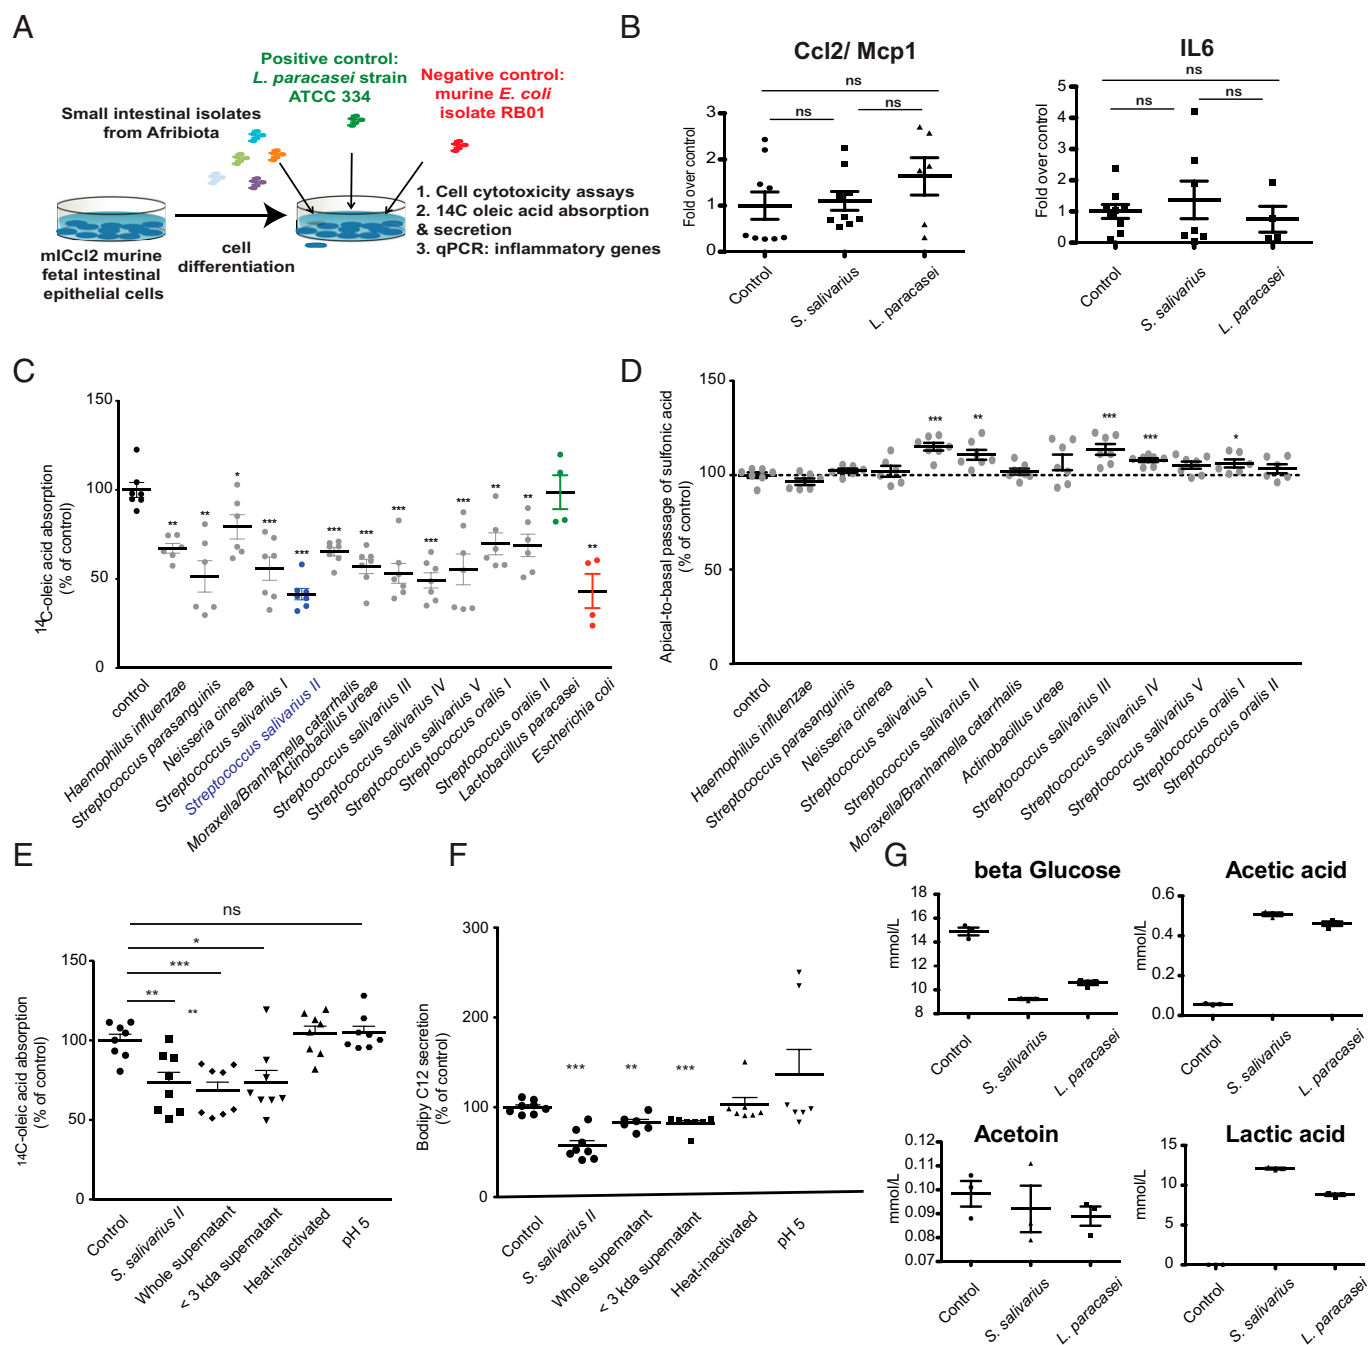 A
Positive control:
L. paracasei strain
ATCC 334
Negative control:
murine E. coli
isolate RB01
Small intestinal isolates
from Afribiota
mICcl2 murine
fetal intestinal
epithelial cells
cell
differentiation
1. Cell cytotoxicity assays
2. 14C oleic acid absorption
& secretion
3. qPCR: inflammatory genes
B
Ccl2/ Mcp1
ns
ns
ns
Fold over control
3
2
1
0
Control
S. salivarius
L. paracasei
IL6
ns
ns
ns
Fold over control
5
4
3
2
1
0
Control
S. salivarius
L. paracasei
C
14C-oleic acid absorption
(% of control)
150
100
50
0
** ** * *** *** *** *** *** *** *** ** ** **
control
Haemophilus influenzae
Streptococcus parasanguinis
Neisseria cinerea
Streptococcus salivarius I
Streptococcus salivarius II
Moraxella/Branhamella catarrhalis
Actinobacillus ureae
Streptococcus salivarius III
Streptococcus salivarius IV
Streptococcus salivarius V
Streptococcus oralis I
Streptococcus oralis II
Lactobacillus paracasei
Escherichia coli
D
Apical-to-basal passage of sulfonic acid
(% of control)
150
100
50
0
*** ** *** *** *
control
Haemophilus influenzae
Streptococcus parasanguinis
Neisseria cinerea
Streptococcus salivarius I
Streptococcus salivarius II
Moraxella/Branhamella catarrhalis
Actinobacillus ureae
Streptococcus salivarius III
Streptococcus salivarius IV
Streptococcus salivarius V
Streptococcus oralis I
Streptococcus oralis II
E
ns
*
***
**
**
14C-oleic acid absorption
(% of control)
150
100
50
0
Control
S. salivarius II
Whole supernatant
< 3 kda supernatant
Heat-inactivated
pH 5
F
Bodipy C12 secretion
(% of control)
300
200
100
0
*** ** ***
Control
S. salivarius II
Whole supernatant
< 3 kda supernatant
Heat-inactivated
pH 5
G
beta Glucose
mmol/L
18
16
14
12
10
8
Control
S. salivarius
L. paracasei
Acetic acid
mmol/L
0.6
0.4
0.2
0.0
Control
S. salivarius
L. paracasei
Acetoin
mmol/L
0.12
0.11
0.10
0.09
0.08
0.07
Control
S. salivarius
L. paracasei
Lactic acid
mmol/L
15
10
5
0
Control
S. salivarius
L. paracasei